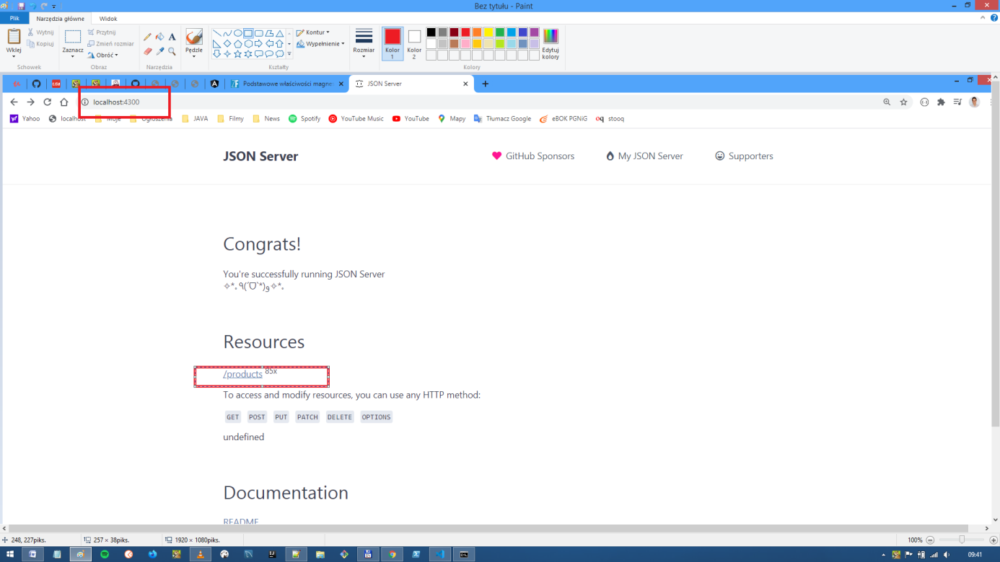 Bez tytułu - Paint
Plik Narzędzia główne Widok
Wklej
Wytnij
Kopiuj
Schowek
Zaznacz
Przytnij
Zmień rozmiar
Obróć
Obraz
A
Narzędzia
Pędzle
Kontur
Wypełnienie
Kształty
Rozmiar
Kolor 1
Kolor 2
Edytuj kolory
Kolory
Podstawowe właściwości magne
JSON Server
localhost:4300
Yahoo localhost Moje Ogłoszenia JAVA Filmy News Spotify YouTube Music YouTube Mapy Tłumacz Google eBOK PGNiG oq stooq
JSON Server GitHub Sponsors My JSON Server Supporters
Congrats!
You're successfully running JSON Server
✧*｡٩(ˊᗜˋ*)و✧*｡
Resources
/products 85x
To access and modify resources, you can use any HTTP method:
GET POST PUT PATCH DELETE OPTIONS
undefined
Documentation
README
248, 227piks. 257 × 38piks. 1920 × 1080piks. 100%
09:41